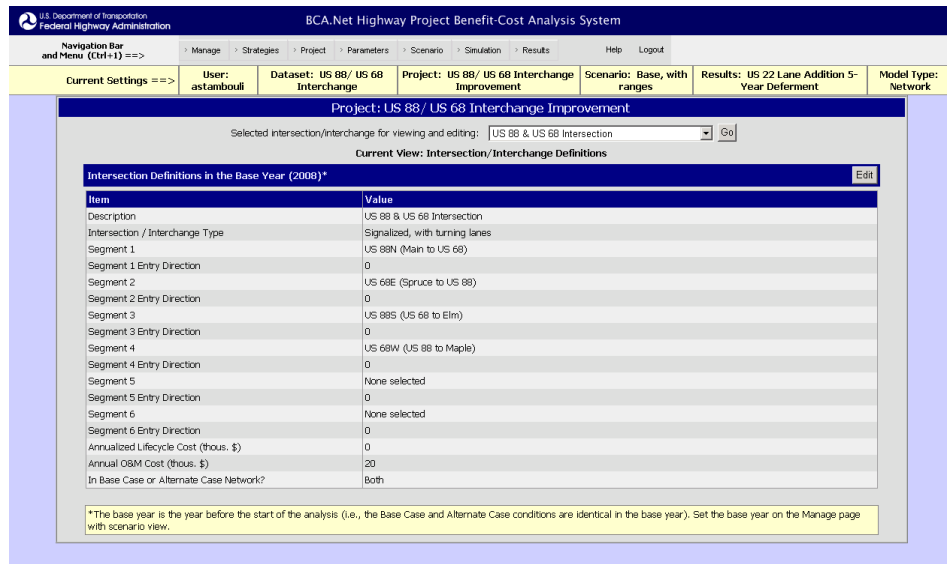 U.S. Department of Transportation
Federal Highway Administration
BCA.Net Highway Project Benefit-Cost Analysis System
Navigation Bar
and Menu (Ctrl+1) ==>
> Manage > Strategies > Project > Parameters > Scenario > Simulation > Results Help Logout
Current Settings ==>
User:
astambouli
Dataset: US 88/ US 68
Interchange
Project: US 88/ US 68 Interchange
Improvement
Scenario: Base, with
ranges
Results: US 22 Lane Addition 5-
Year Deferment
Model Type:
Network
Project: US 88/ US 68 Interchange Improvement
Selected intersection/interchange for viewing and editing: US 88 & US 68 Intersection Go
Current View: Intersection/Interchange Definitions
Intersection Definitions in the Base Year (2008)* Edit
Item Value
Description US 88 & US 68 Intersection
Intersection / Interchange Type Signalized, with turning lanes
Segment 1 US 88N (Main to US 68)
Segment 1 Entry Direction 0
Segment 2 US 68E (Spruce to US 88)
Segment 2 Entry Direction 0
Segment 3 US 88S (US 68 to Elm)
Segment 3 Entry Direction 0
Segment 4 US 68W (US 88 to Maple)
Segment 4 Entry Direction 0
Segment 5 None selected
Segment 5 Entry Direction 0
Segment 6 None selected
Segment 6 Entry Direction 0
Annualized Lifecycle Cost (thous. $) 0
Annual O&M Cost (thous. $) 20
In Base Case or Alternate Case Network? Both
*The base year is the year before the start of the analysis (i.e., the Base Case and Alternate Case conditions are identical in the base year). Set the base year on the Manage page
with scenario view.